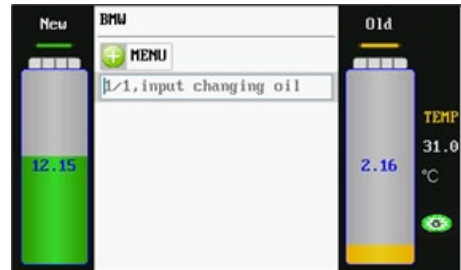 New
BMW
Old
MENU
1/1,input changing oil
TEMP
31.0
°C
12.15
2.16